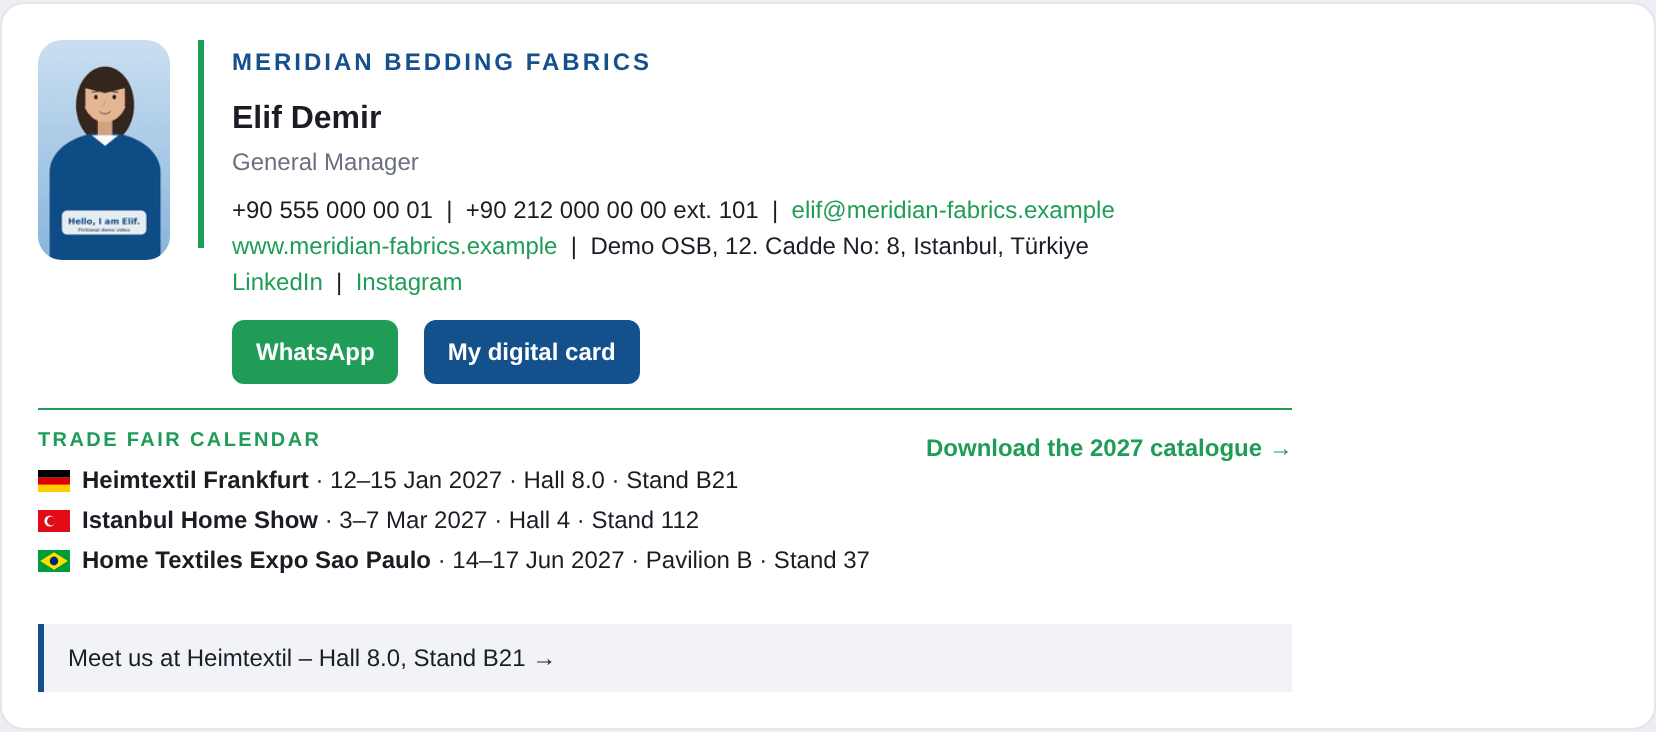 Hello, I am Elif.
Fictional demo video
MERIDIAN BEDDING FABRICS
Elif Demir
General Manager
+90 555 000 00 01 | +90 212 000 00 00 ext. 101 | elif@meridian-fabrics.example
www.meridian-fabrics.example | Demo OSB, 12. Cadde No: 8, Istanbul, Türkiye
LinkedIn | Instagram
WhatsApp
My digital card
TRADE FAIR CALENDAR
Download the 2027 catalogue →
Heimtextil Frankfurt · 12–15 Jan 2027 · Hall 8.0 · Stand B21
Istanbul Home Show · 3–7 Mar 2027 · Hall 4 · Stand 112
Home Textiles Expo Sao Paulo · 14–17 Jun 2027 · Pavilion B · Stand 37
Meet us at Heimtextil – Hall 8.0, Stand B21 →